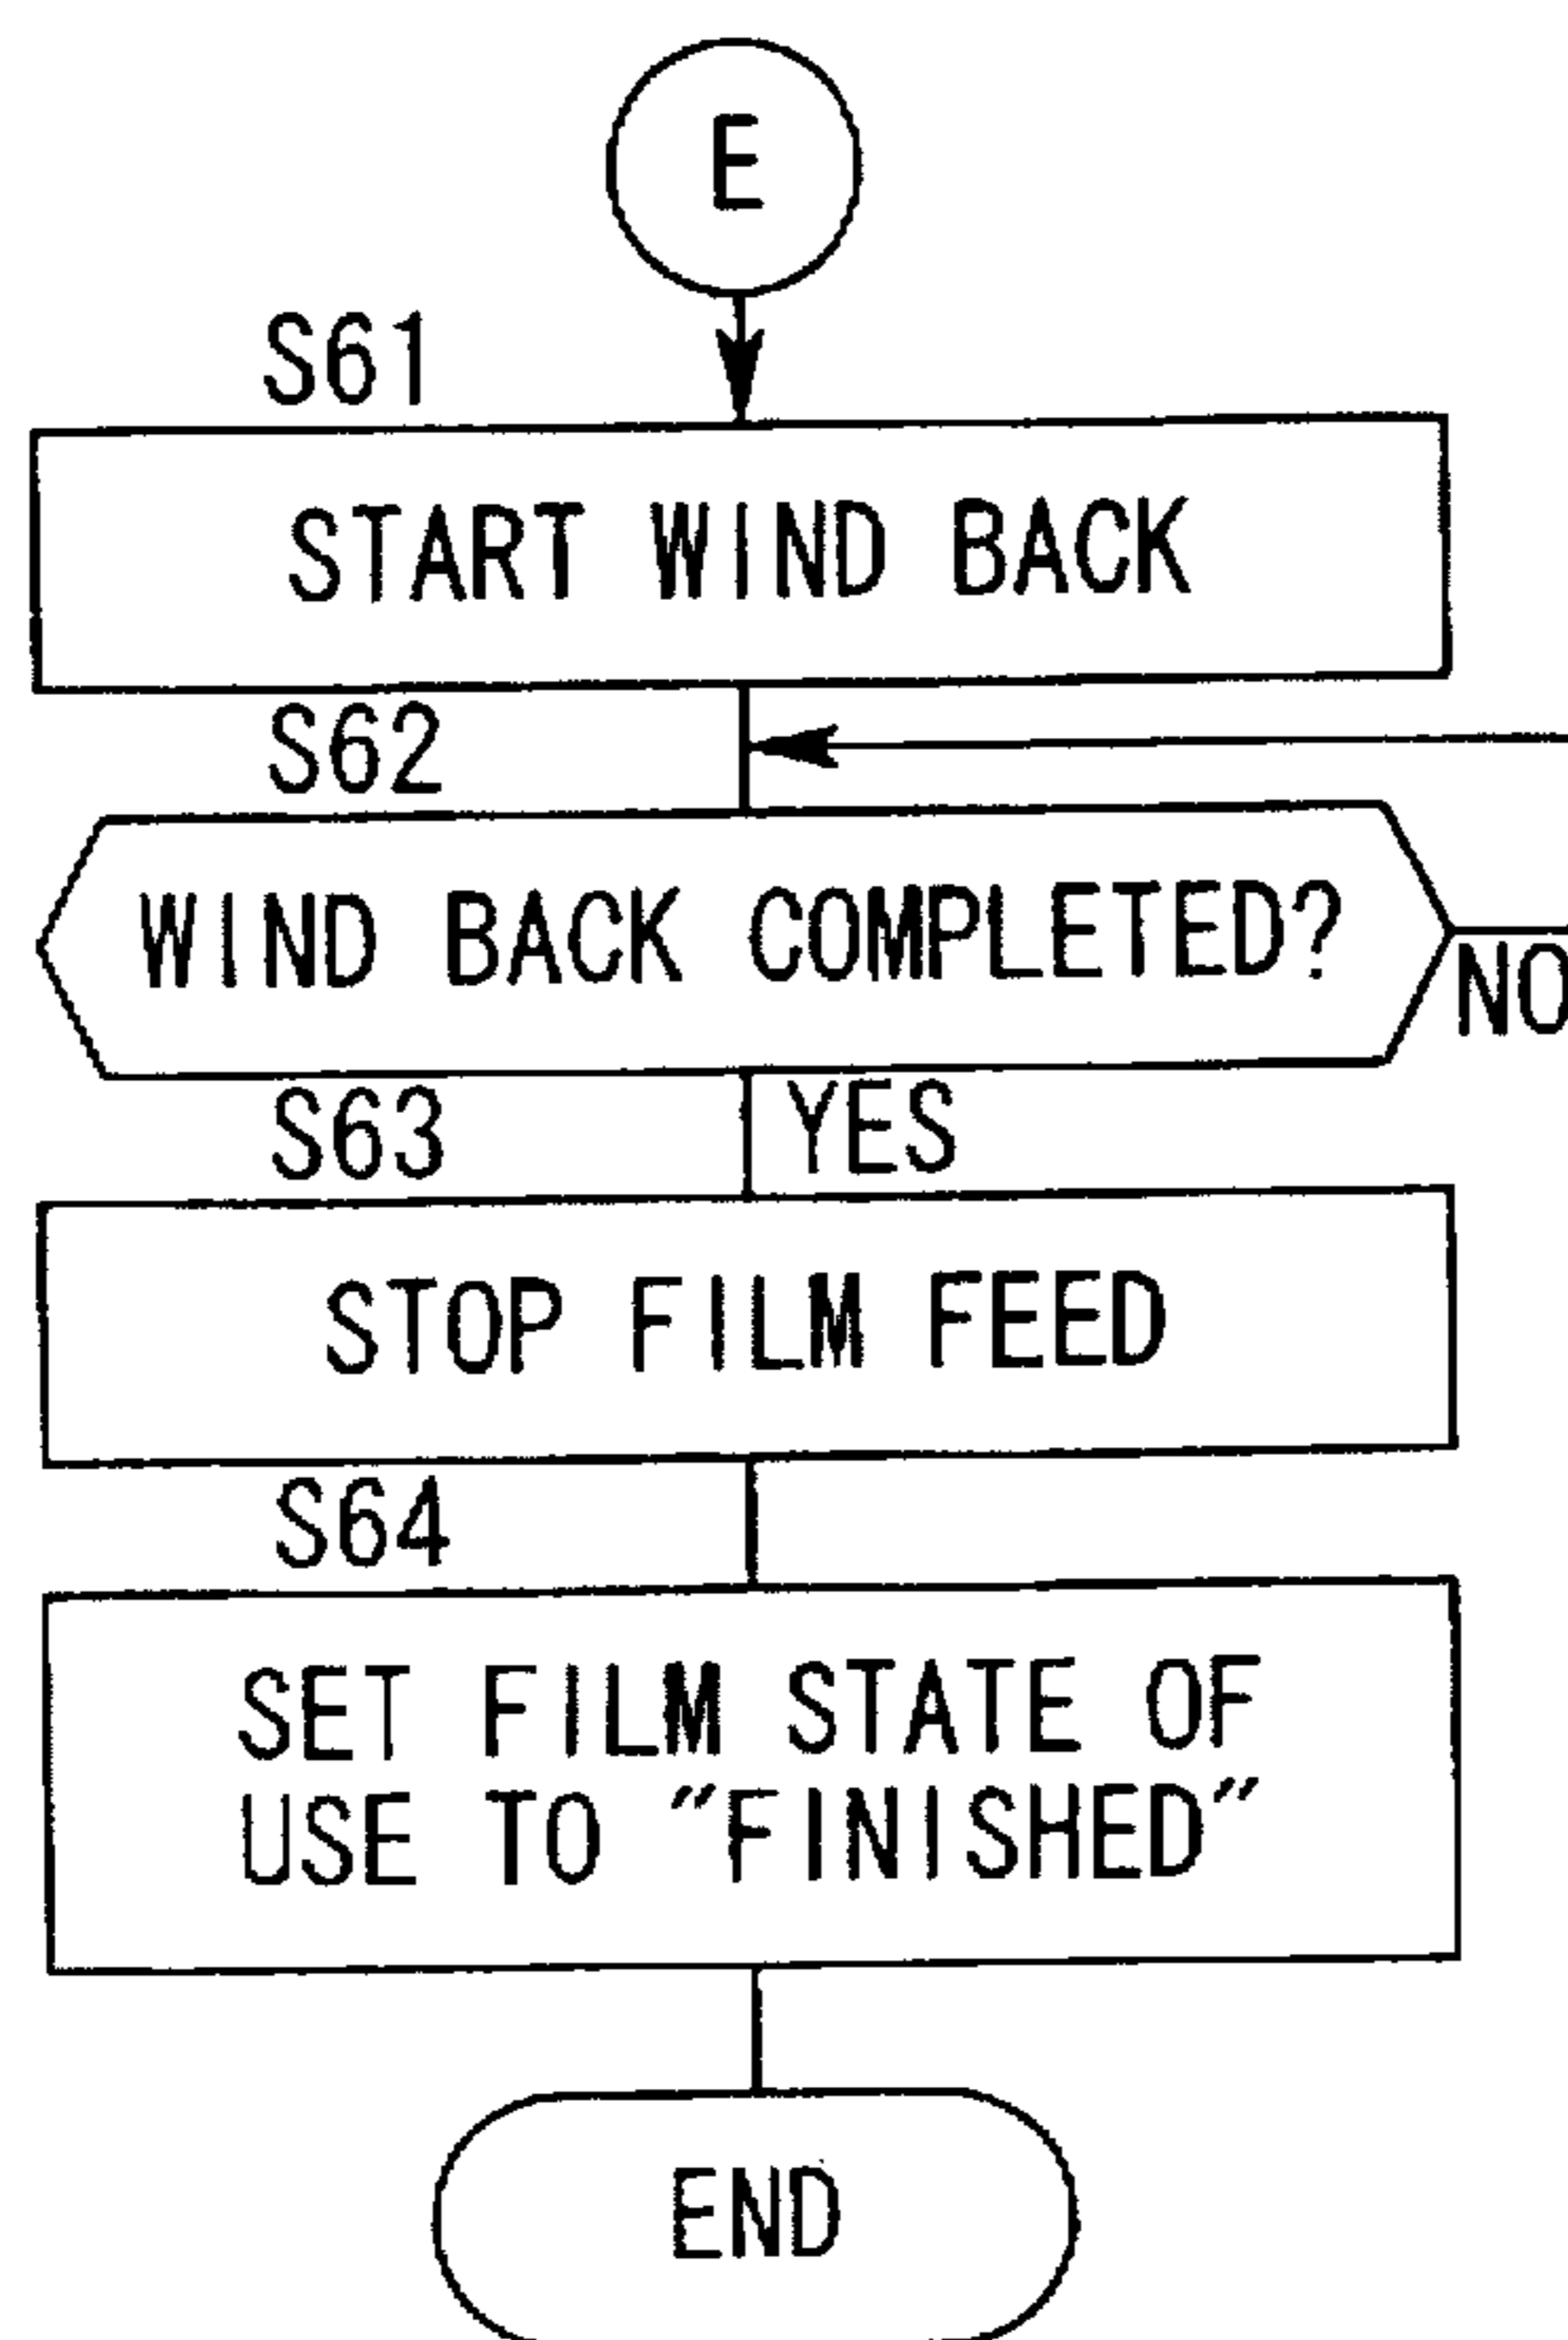 E
S61
START WIND BACK
S62
WIND BACK COMPLETED?
NO
S63
YES
STOP FILM FEED
S64
SET FILM STATE OF
USE TO "FINISHED"
END